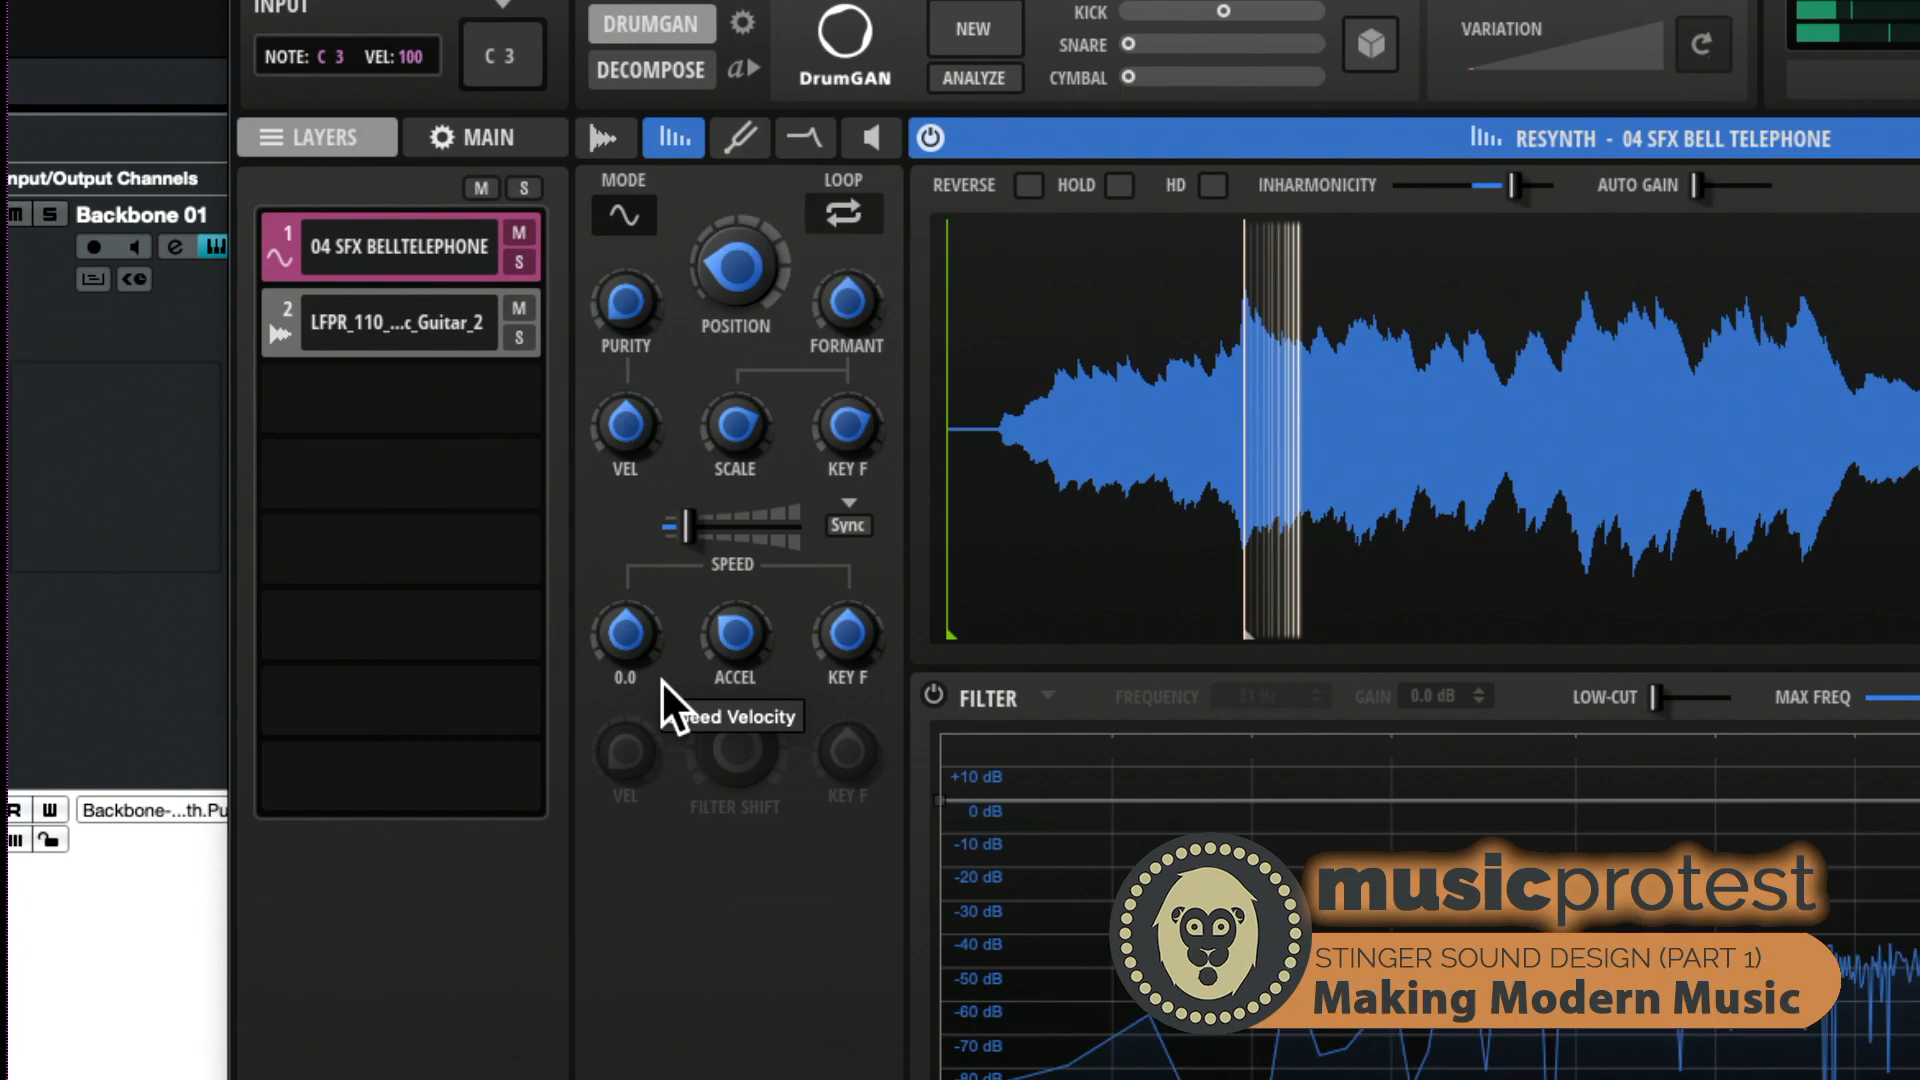 INPUT
NOTE: C 3 VEL: 100
C 3
DRUMGAN
DECOMPOSE
a
DrumGAN
NEW
ANALYZE
KICK
SNARE
CYMBAL
VARIATION
LAYERS
MAIN
RESYNTH - 04 SFX BELL TELEPHONE
nput/Output Channels
m S Backbone 01
e
M S
1 04 SFX BELLTELEPHONE M
S
2 LFPR_110_...c_Guitar_2 M
S
MODE
LOOP
POSITION
PURITY
FORMANT
VEL
SCALE
KEY F
Sync
SPEED
0.0
ACCEL
KEY F
eed Velocity
VEL
FILTER SHIFT
KEY F
REVERSE HOLD HD INHARMONICITY AUTO GAIN
FILTER FREQUENCY 21 Hz GAIN 0.0 dB LOW-CUT MAX FREQ
+10 dB
0 dB
-10 dB
-20 dB
-30 dB
-40 dB
-50 dB
-60 dB
-70 dB
-80 dB
R W Backbone-...th.Pu
musicprotest
STINGER SOUND DESIGN (PART 1)
Making Modern Music